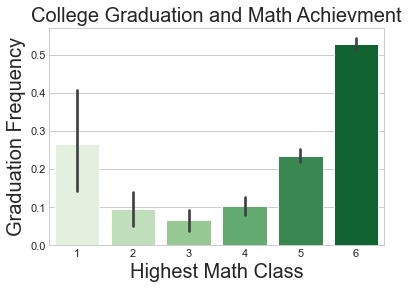 College Graduation and Math Achievment
Graduation Frequency
0.5
0.4
0.3
0.2
0.1
0.0
1 2 3 4 5 6
Highest Math Class